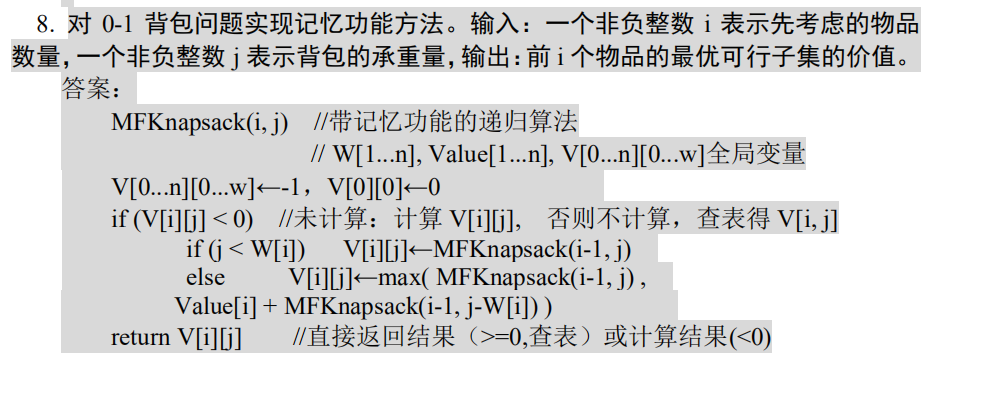 8. 对 0-1 背包问题实现记忆功能方法。输入：一个非负整数 i 表示先考虑的物品
数量，一个非负整数 j 表示背包的承重量，输出：前 i 个物品的最优可行子集的价值。
答案：
MFKnapsack(i, j) //带记忆功能的递归算法
// W[1...n], Value[1...n], V[0...n][0...w]全局变量
V[0...n][0...w]←-1，V[0][0]←0
if (V[i][j] < 0) //未计算：计算 V[i][j], 否则不计算，查表得 V[i, j]
if (j < W[i]) V[i][j]←MFKnapsack(i-1, j)
else V[i][j]←max( MFKnapsack(i-1, j) ,
Value[i] + MFKnapsack(i-1, j-W[i]) )
return V[i][j] //直接返回结果（>=0,查表）或计算结果(<0)